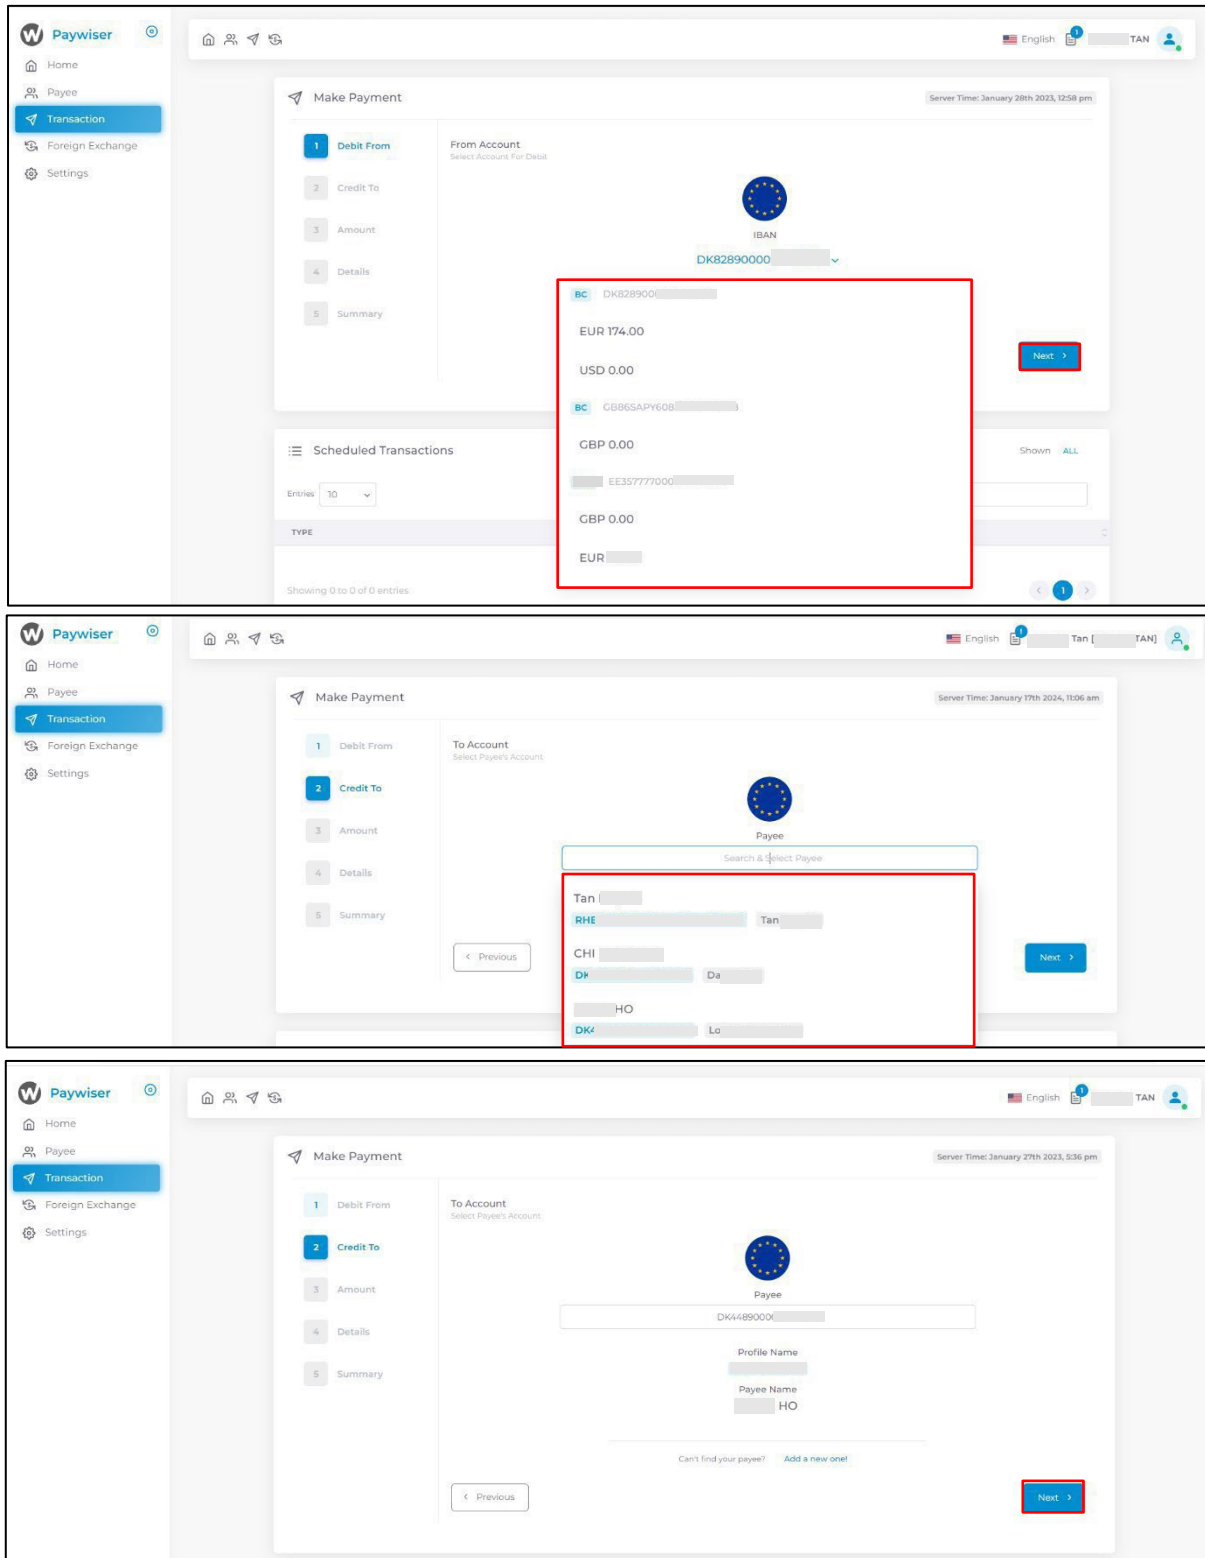 Paywiser
English 1 TAN
Home
Payee
Transaction
Foreign Exchange
Settings
Make Payment
Server Time: January 28th 2023, 12:58 pm
1 Debit From
2 Credit To
3 Amount
4 Details
5 Summary
From Account
Select Account For Debit
IBAN
DK82890000
BC DK828900
EUR 174.00
USD 0.00
BC GB86SAPY608
GBP 0.00
EE357777000
GBP 0.00
EUR
Next >
Scheduled Transactions
Shown ALL
Entries 10
TYPE
Showing 0 to 0 of 0 entries
< 1 >
Paywiser
English 1 Tan [ TAN]
Home
Payee
Transaction
Foreign Exchange
Settings
Make Payment
Server Time: January 17th 2024, 11:06 am
1 Debit From
2 Credit To
3 Amount
4 Details
5 Summary
To Account
Select Payee's Account
Payee
Search & Select Payee
Tan
RHB Tan
CHI
DK Da
HO
DK4 Lo
< Previous
Next >
Paywiser
English 1 TAN
Home
Payee
Transaction
Foreign Exchange
Settings
Make Payment
Server Time: January 27th 2023, 5:36 pm
1 Debit From
2 Credit To
3 Amount
4 Details
5 Summary
To Account
Select Payee's Account
Payee
DK4489000
Profile Name
Payee Name
HO
Can't find your payee? Add a new one!
< Previous
Next >